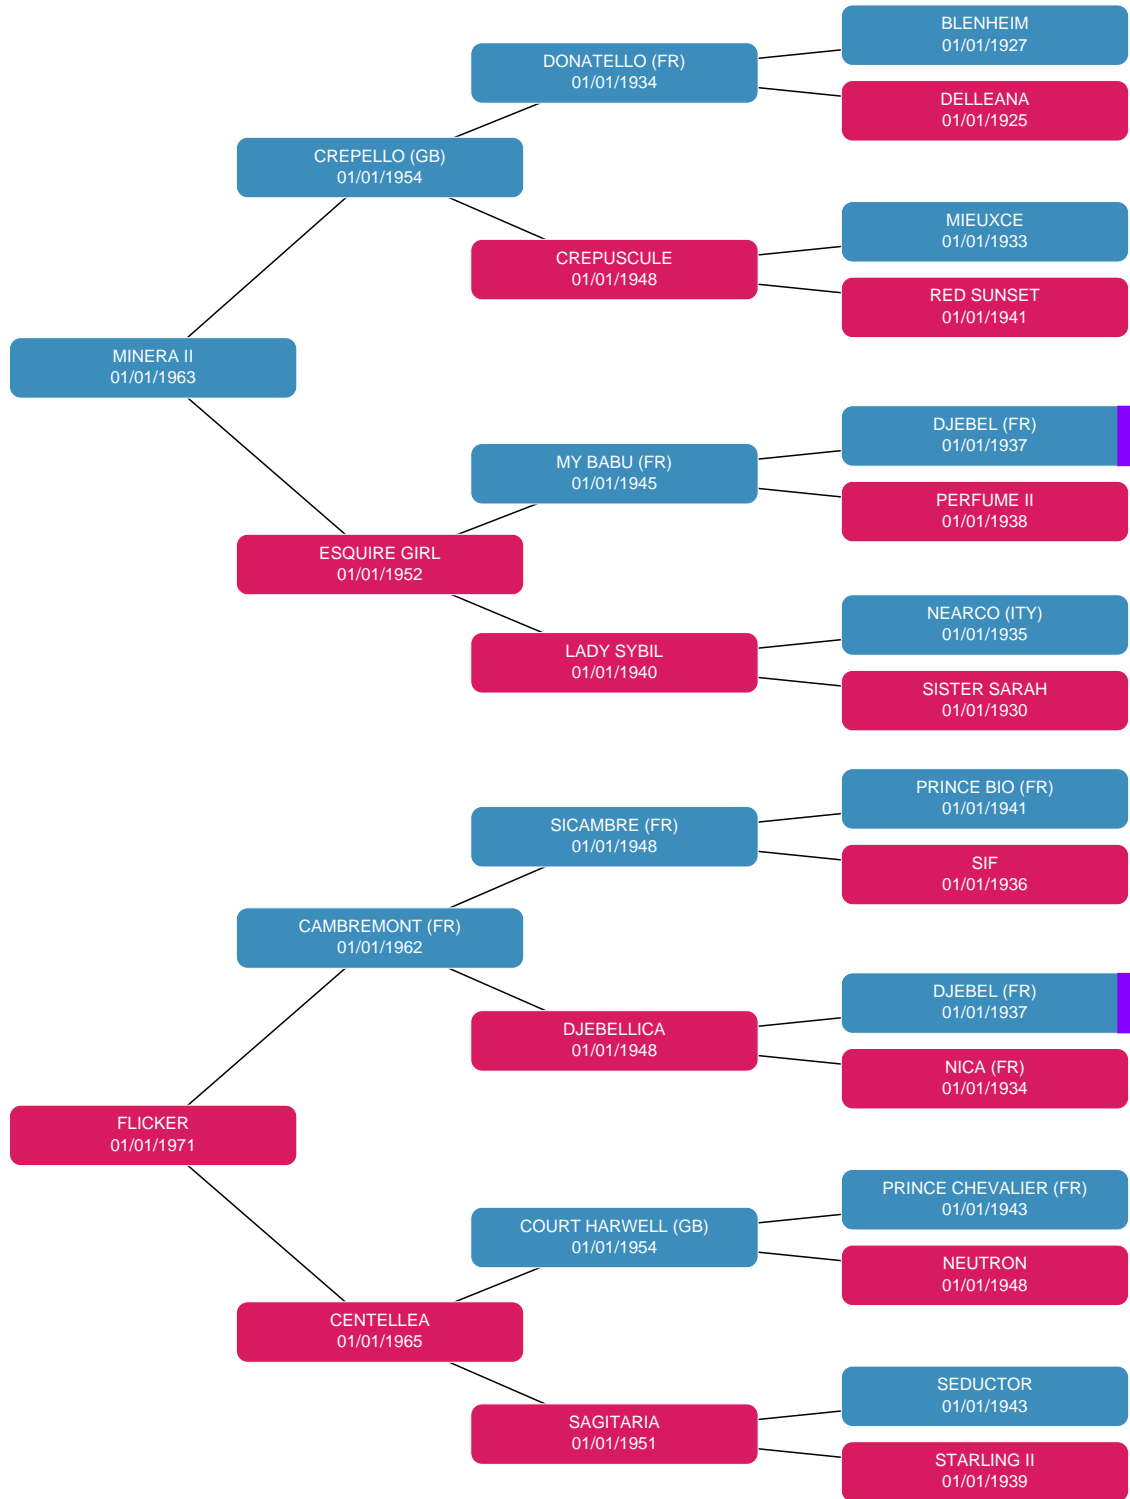 BLENHEIM
01/01/1927
DONATELLO (FR)
01/01/1934
DELLEANA
01/01/1925
CREPELLO (GB)
01/01/1954
MIEUXCE
01/01/1933
CREPUSCULE
01/01/1948
RED SUNSET
01/01/1941
MINERA II
01/01/1963
DJEBEL (FR)
01/01/1937
MY BABU (FR)
01/01/1945
PERFUME II
01/01/1938
ESQUIRE GIRL
01/01/1952
NEARCO (ITY)
01/01/1935
LADY SYBIL
01/01/1940
SISTER SARAH
01/01/1930
PRINCE BIO (FR)
01/01/1941
SICAMBRE (FR)
01/01/1948
SIF
01/01/1936
CAMBREMONT (FR)
01/01/1962
DJEBEL (FR)
01/01/1937
DJEBELLICA
01/01/1948
NICA (FR)
01/01/1934
FLICKER
01/01/1971
PRINCE CHEVALIER (FR)
01/01/1943
COURT HARWELL (GB)
01/01/1954
NEUTRON
01/01/1948
CENTELLEA
01/01/1965
SEDUCTOR
01/01/1943
SAGITARIA
01/01/1951
STARLING II
01/01/1939